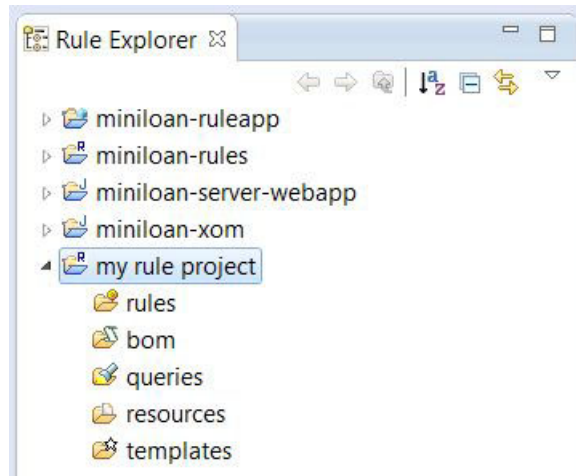 Rule Explorer
miniloan-ruleapp
miniloan-rules
miniloan-server-webapp
miniloan-xom
my rule project
rules
bom
queries
resources
templates